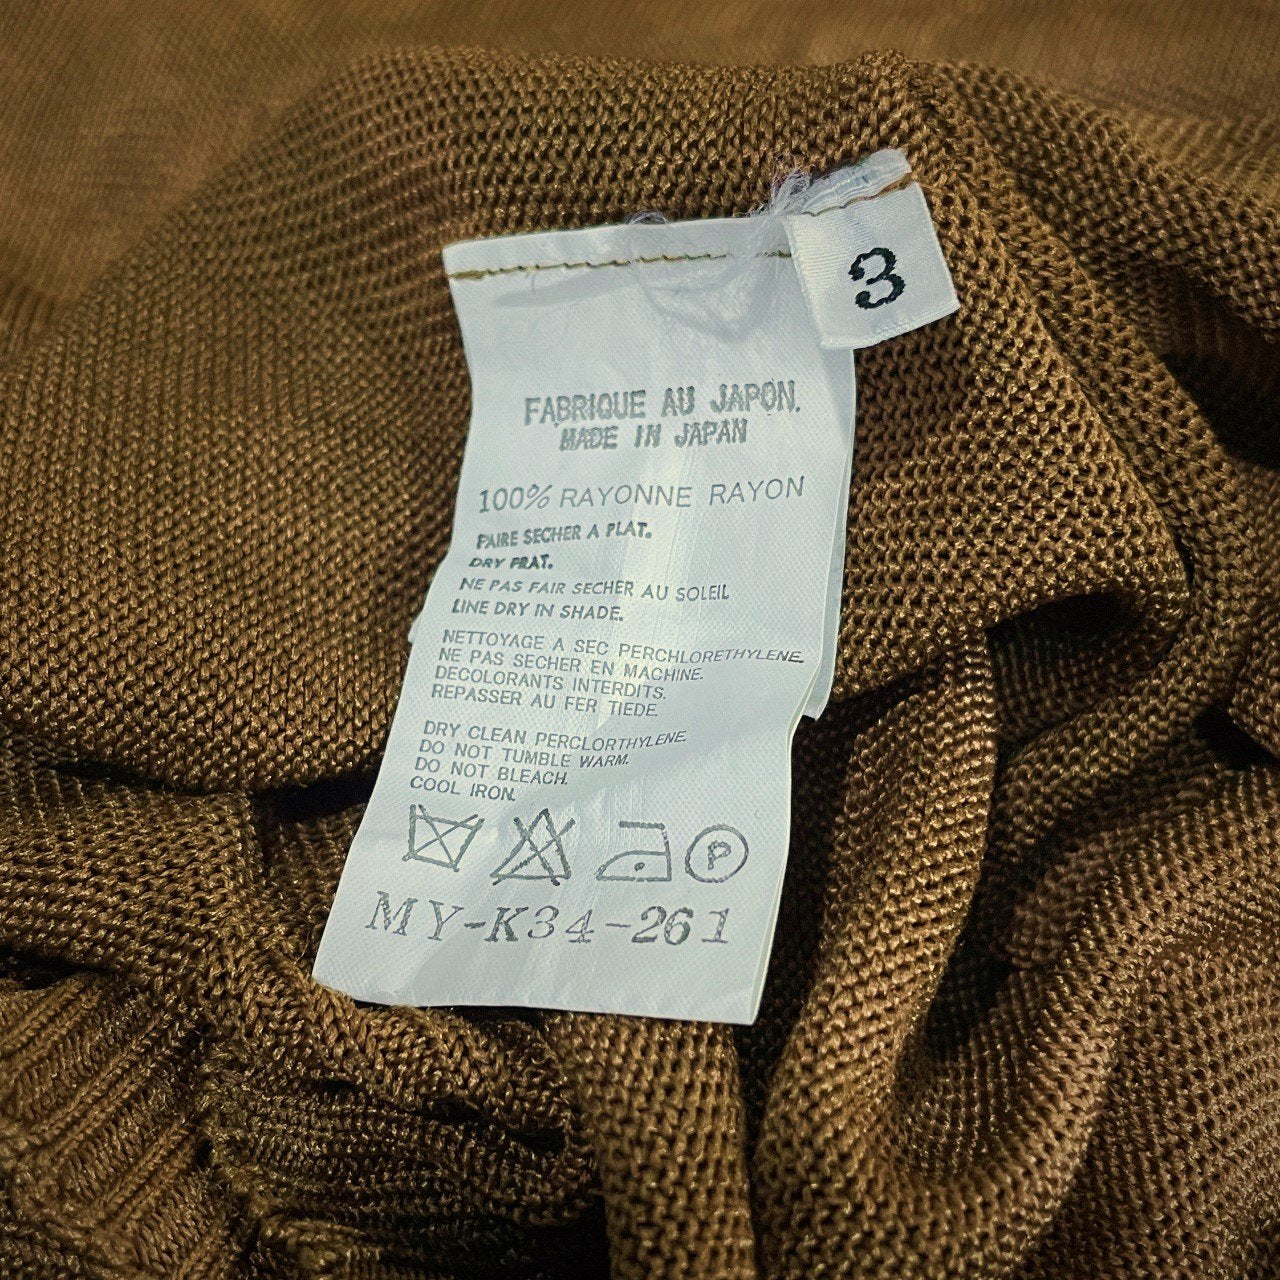 3
FABRIQUE AU JAPON.
MADE IN JAPAN
100% RAYONNE RAYON
FAIRE SECHER A PLAT.
DRY FRAT.
NE PAS FAIR SECHER AU SOLEIL
LINE DRY IN SHADE.
NETTOYAGE A SEC PERCHLORETHYLENE.
NE PAS SECHER EN MACHINE.
DECOLORANTS INTERDITS.
REPASSER AU FER TIEDE.
DRY CLEAN PERCLORTHYLENE.
DO NOT TUMBLE WARM.
DO NOT BLEACH.
COOL IRON.
P
MY-K34-261